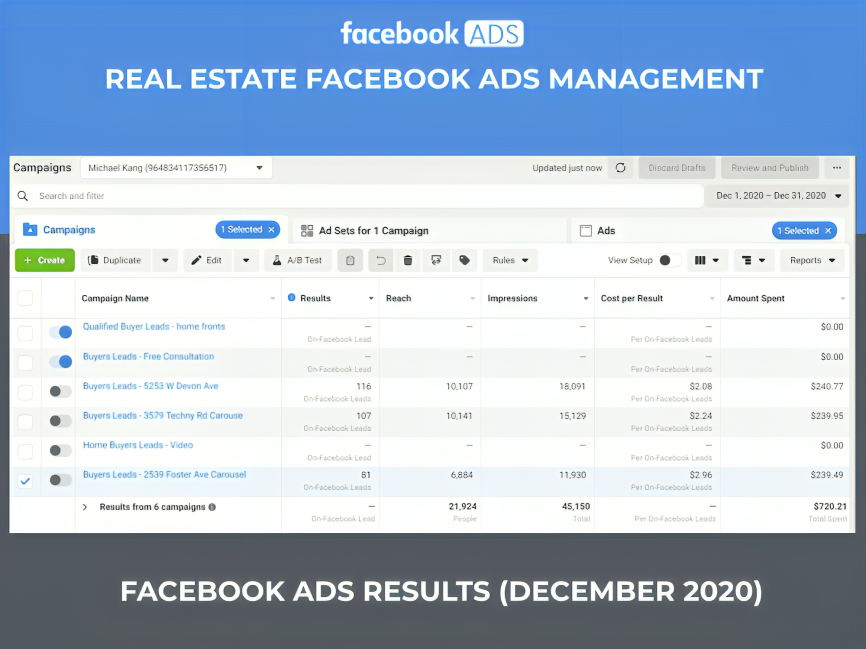 facebook ADS
REAL ESTATE FACEBOOK ADS MANAGEMENT
Campaigns Michael Kang (964834117356517) Updated just now Discard Drafts Review and Publish ...
Search and filter Dec 1, 2020 – Dec 31, 2020
Campaigns 1 Selected × Ad Sets for 1 Campaign Ads 1 Selected ×
+ Create Duplicate Edit A/B Test Rules View Setup Reports
Campaign Name Results Reach Impressions Cost per Result Amount Spent
Qualified Buyer Leads - home fronts — — — — $0.00
On-Facebook Lead Per On-Facebook Leads
Buyers Leads - Free Consultation — — — — $0.00
On-Facebook Lead Per On-Facebook Leads
Buyers Leads - 5253 W Devon Ave 116 10,107 18,091 $2.08 $240.77
On-Facebook Leads Per On-Facebook Leads
Buyers Leads - 3579 Techny Rd Carouse 107 10,141 15,129 $2.24 $239.95
On-Facebook Leads Per On-Facebook Leads
Home Buyers Leads - Video — — — — $0.00
On-Facebook Lead Per On-Facebook Leads
Buyers Leads - 2539 Foster Ave Carousel 81 6,884 11,930 $2.96 $239.49
On-Facebook Leads Per On-Facebook Leads
Results from 6 campaigns — 21,924 45,150 — $720.21
On-Facebook Lead People Total Per On-Facebook Leads Total Spent
FACEBOOK ADS RESULTS (DECEMBER 2020)